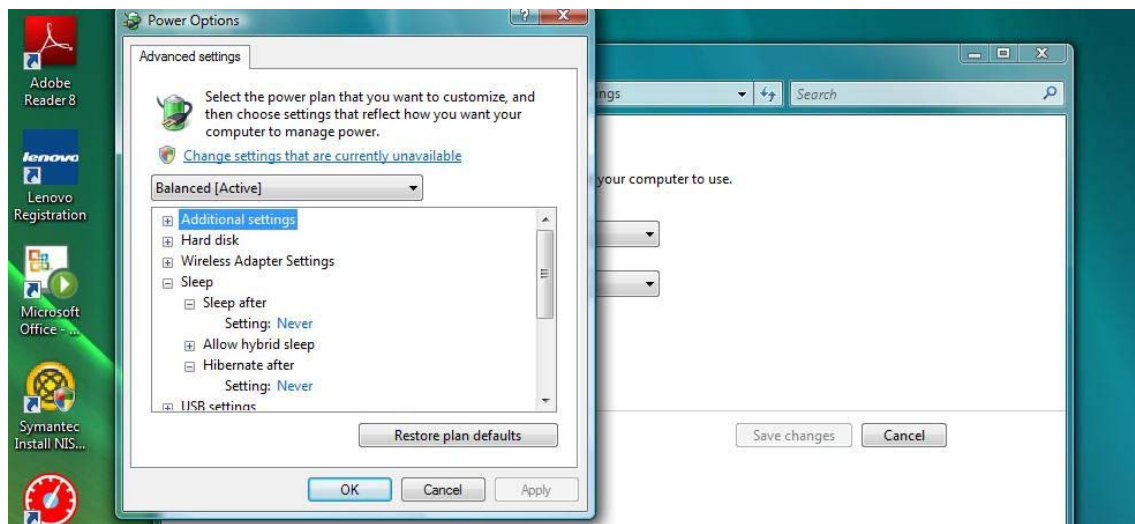 Adobe
Reader 8
lenovo
Lenovo
Registration
Microsoft
Office - ...
Symantec
Install NIS...
Power Options
?
X
Advanced settings
Select the power plan that you want to customize, and
then choose settings that reflect how you want your
computer to manage power.
Change settings that are currently unavailable
Balanced [Active]
Additional settings
Hard disk
Wireless Adapter Settings
Sleep
Sleep after
Setting: Never
Allow hybrid sleep
Hibernate after
Setting: Never
USB settings
Restore plan defaults
OK
Cancel
Apply
ings
Search
your computer to use.
Save changes
Cancel